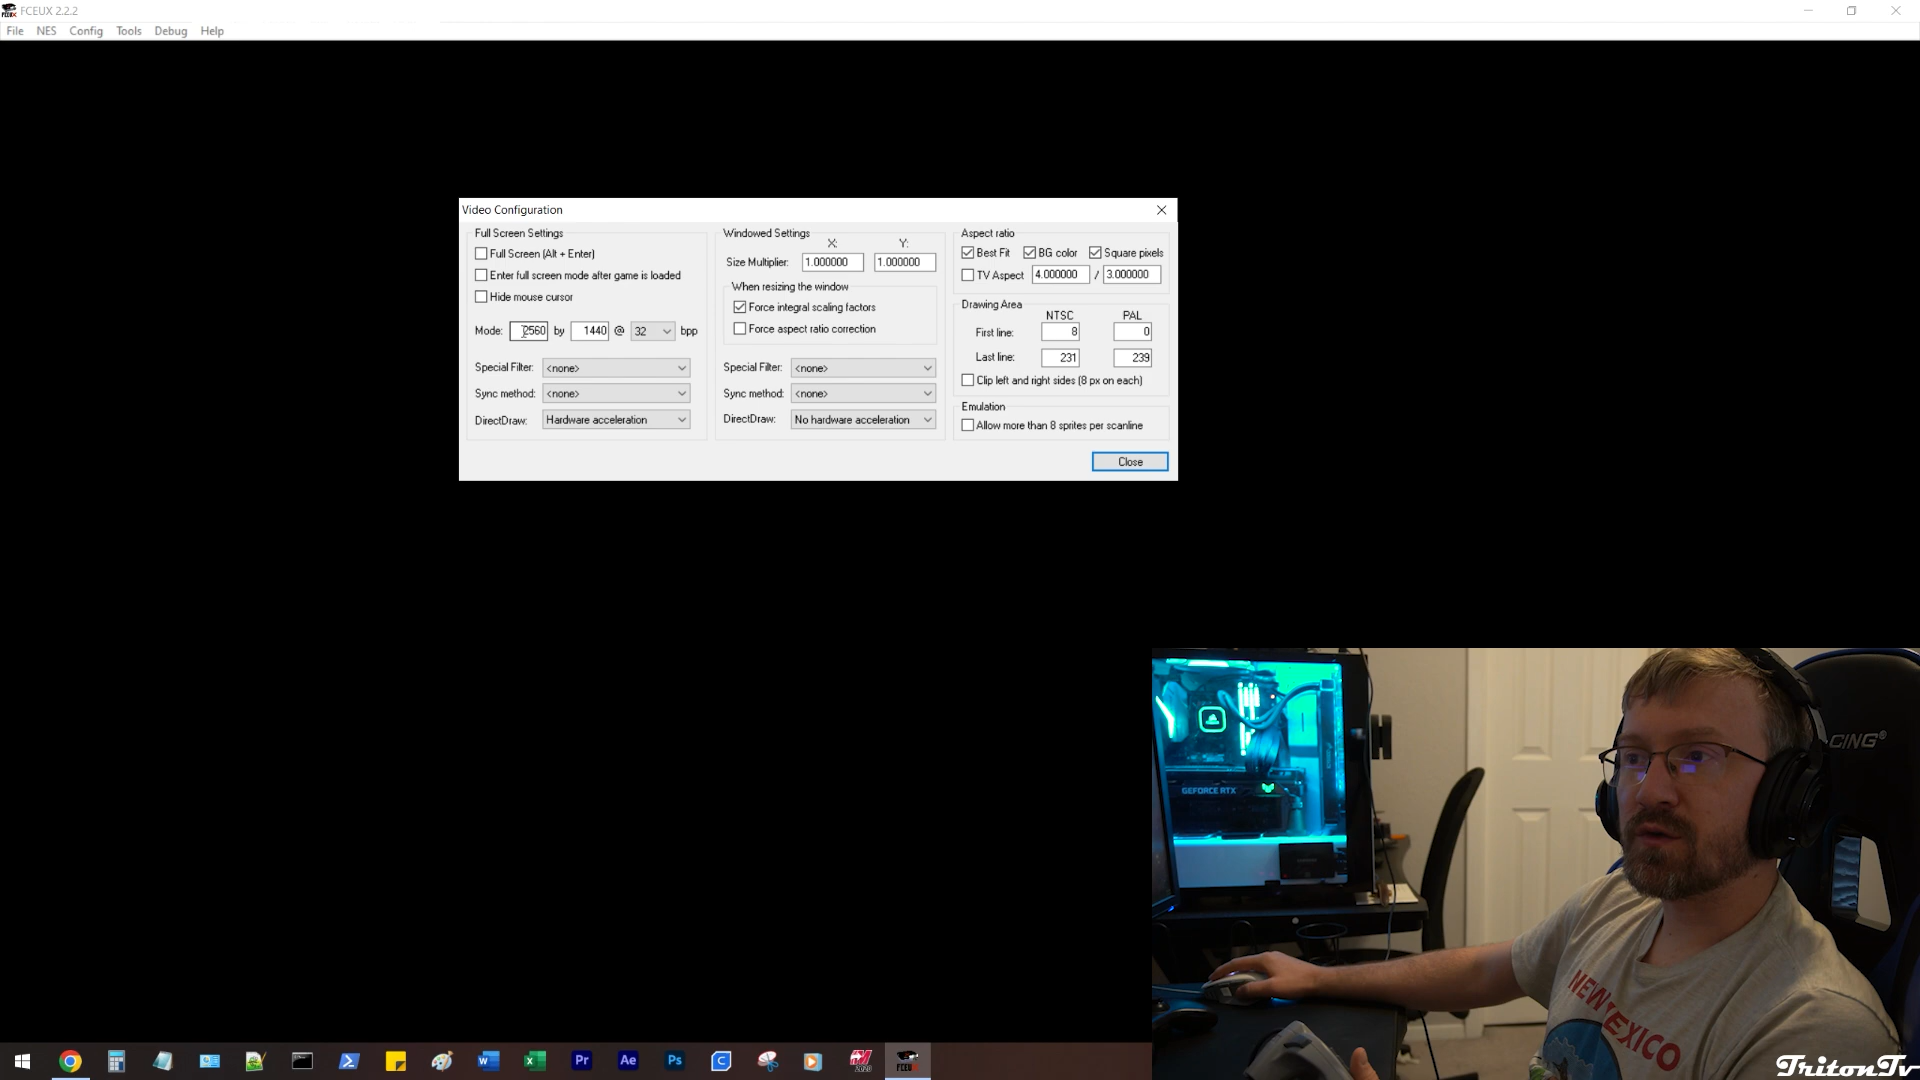 FCEUX 2.2.2
File NES Config Tools Debug Help
Video Configuration
Full Screen Settings
Full Screen (Alt + Enter)
Enter full screen mode after game is loaded
Hide mouse cursor
Mode: 2560 by 1440 @ 32 bpp
Special Filter: <none>
Sync method: <none>
DirectDraw: Hardware acceleration
Windowed Settings
X: Y:
Size Multiplier: 1.000000 1.000000
When resizing the window
Force integral scaling factors
Force aspect ratio correction
Special Filter: <none>
Sync method: <none>
DirectDraw: No hardware acceleration
Aspect ratio
Best Fit BG color Square pixels
TV Aspect 4.000000 / 3.000000
Drawing Area
NTSC PAL
First line: 8 0
Last line: 231 239
Clip left and right sides (8 px on each)
Emulation
Allow more than 8 sprites per scanline
Close
GEFORCE RTX
CING®
NEW MEXICO
W X Pr Ae Ps C
2020
FCEUX
TritonTv